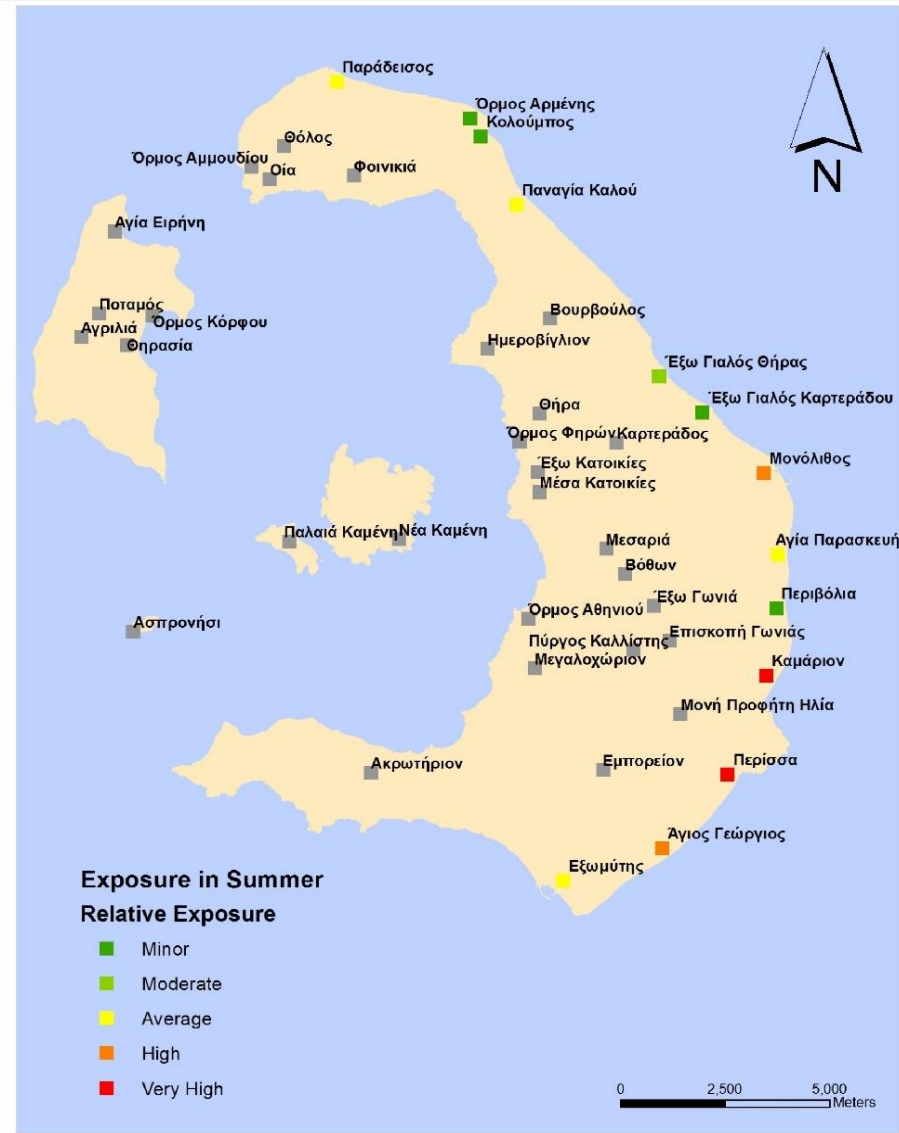 Παράδεισος
Όρμος Αρμένης
Κολούμπος
Θόλος
Όρμος Αμμουδίου
Οία
Φοινικιά
N
Παναγία Καλού
Αγία Ειρήνη
Ποταμός
Όρμος Κόρφου
Αγριλιά
Θηρασία
Βουρβούλος
Ημεροβίγλιον
Έξω Γιαλός Θήρας
Έξω Γιαλός Καρτεράδου
Θήρα
Όρμος Φηρών
Καρτεράδος
Μονόλιθος
Έξω Κατοικίες
Μέσα Κατοικίες
Παλαιά Καμένη
Νέα Καμένη
Μεσαριά
Αγία Παρασκευή
Βόθων
Έξω Γωνιά
Περιβόλια
Όρμος Αθηνιού
Ασπρονήσι
Πύργος Καλλίστης
Επισκοπή Γωνιάς
Μεγαλοχώριον
Καμάριον
Μονή Προφήτη Ηλία
Ακρωτήριον
Εμπορείον
Περίσσα
Άγιος Γεώργιος
Εξωμύτης
Exposure in Summer
Relative Exposure
Minor
Moderate
Average
High
Very High
0 2,500 5,000
Meters